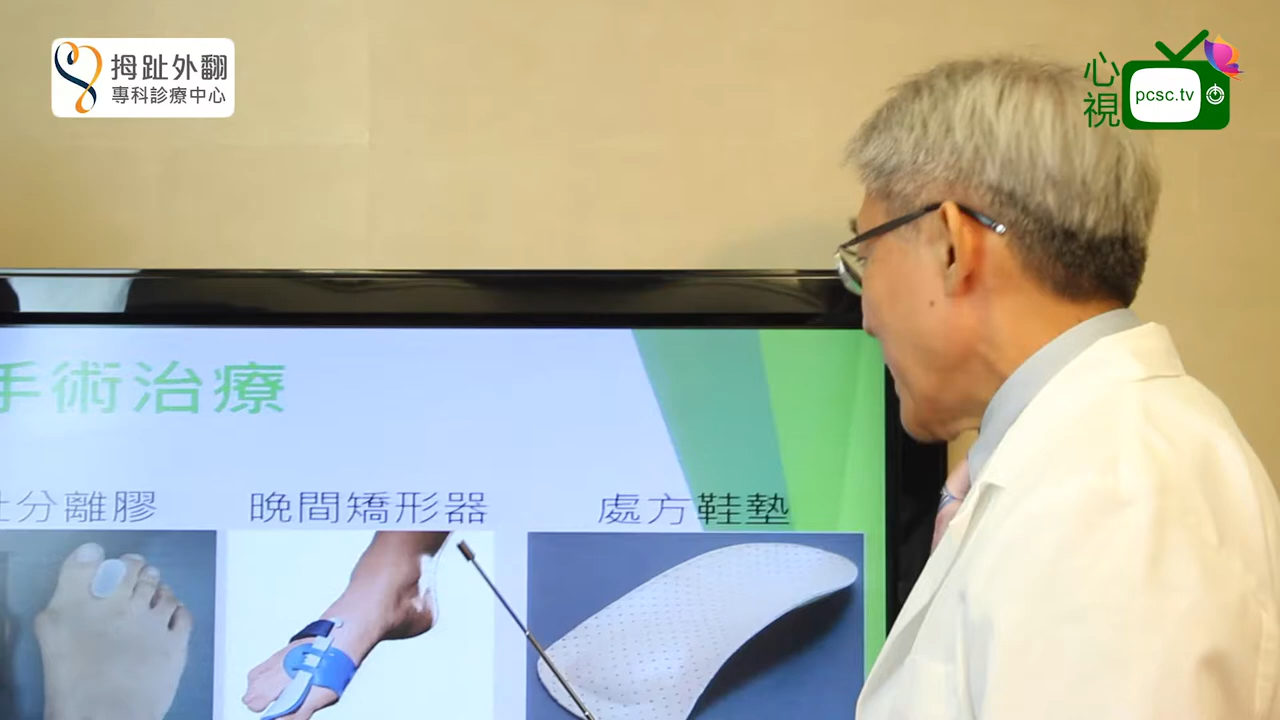 拇趾外翻
專科診療中心
心視
pcsc.tv
手術治療
趾分離膠
晚間矯形器
處方鞋墊